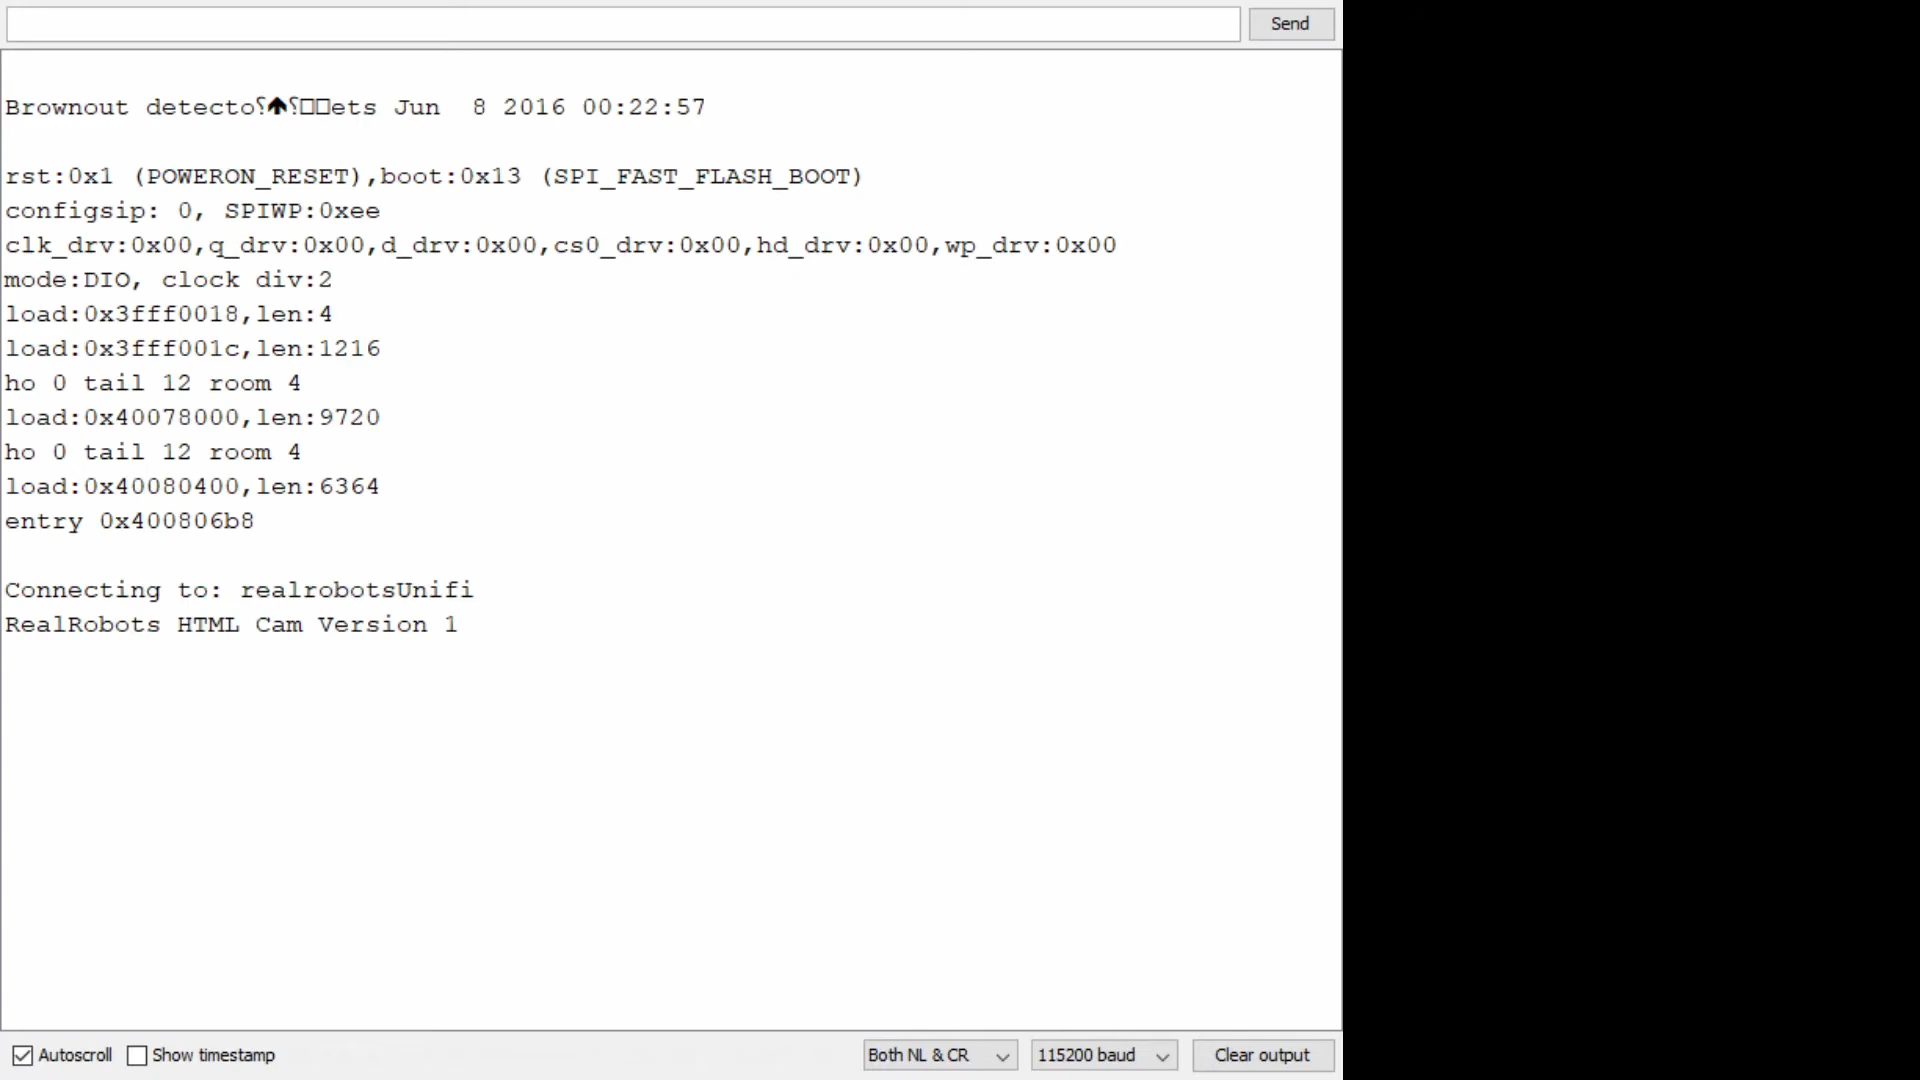 Send
Brownout detecto⸮🡅⸮□□ets Jun  8 2016 00:22:57
rst:0x1 (POWERON_RESET),boot:0x13 (SPI_FAST_FLASH_BOOT)
configsip: 0, SPIWP:0xee
clk_drv:0x00,q_drv:0x00,d_drv:0x00,cs0_drv:0x00,hd_drv:0x00,wp_drv:0x00
mode:DIO, clock div:2
load:0x3fff0018,len:4
load:0x3fff001c,len:1216
ho 0 tail 12 room 4
load:0x40078000,len:9720
ho 0 tail 12 room 4
load:0x40080400,len:6364
entry 0x400806b8
Connecting to: realrobotsUnifi
RealRobots HTML Cam Version 1
Autoscroll Show timestamp Both NL & CR 115200 baud Clear output